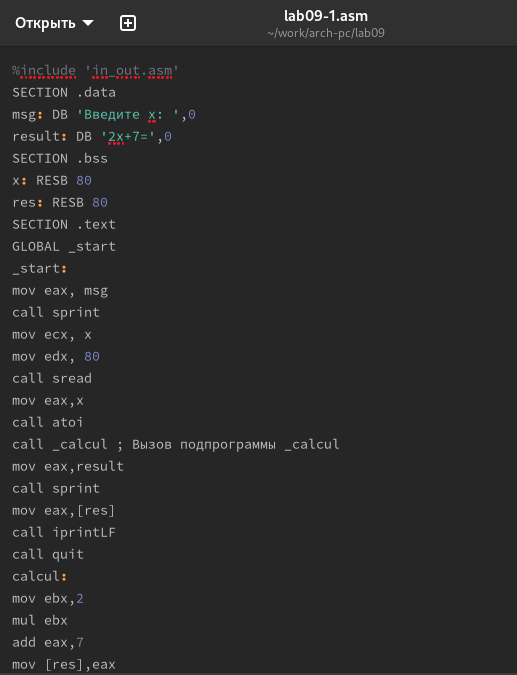 Открыть
lab09-1.asm
~/work/arch-pc/lab09
%include 'in_out.asm'
SECTION .data
msg: DB 'Введите x: ',0
result: DB '2x+7=',0
SECTION .bss
x: RESB 80
res: RESB 80
SECTION .text
GLOBAL _start
_start:
mov eax, msg
call sprint
mov ecx, x
mov edx, 80
call sread
mov eax,x
call atoi
call _calcul ; Вызов подпрограммы _calcul
mov eax,result
call sprint
mov eax,[res]
call iprintLF
call quit
calcul:
mov ebx,2
mul ebx
add eax,7
mov [res],eax